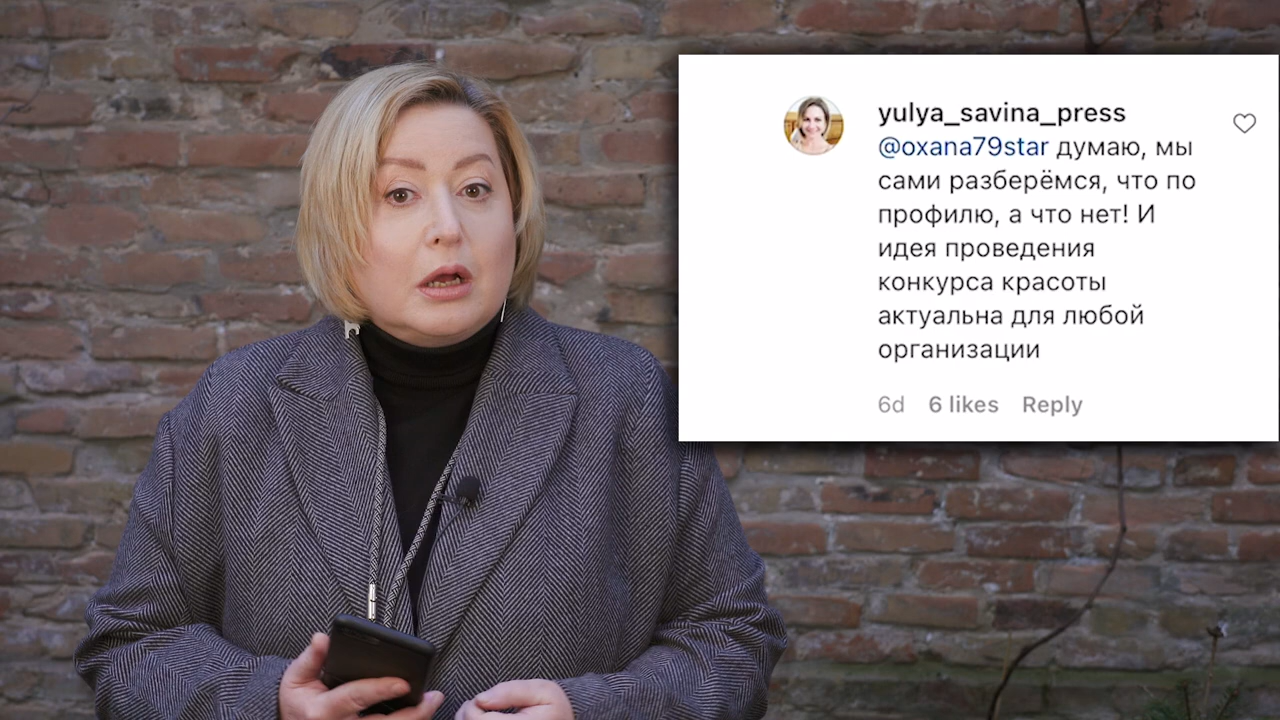 yulya_savina_press
@oxana79star думаю, мы
сами разберёмся, что по
профилю, а что нет! И
идея проведения
конкурса красоты
актуальна для любой
организации
6d 6 likes Reply